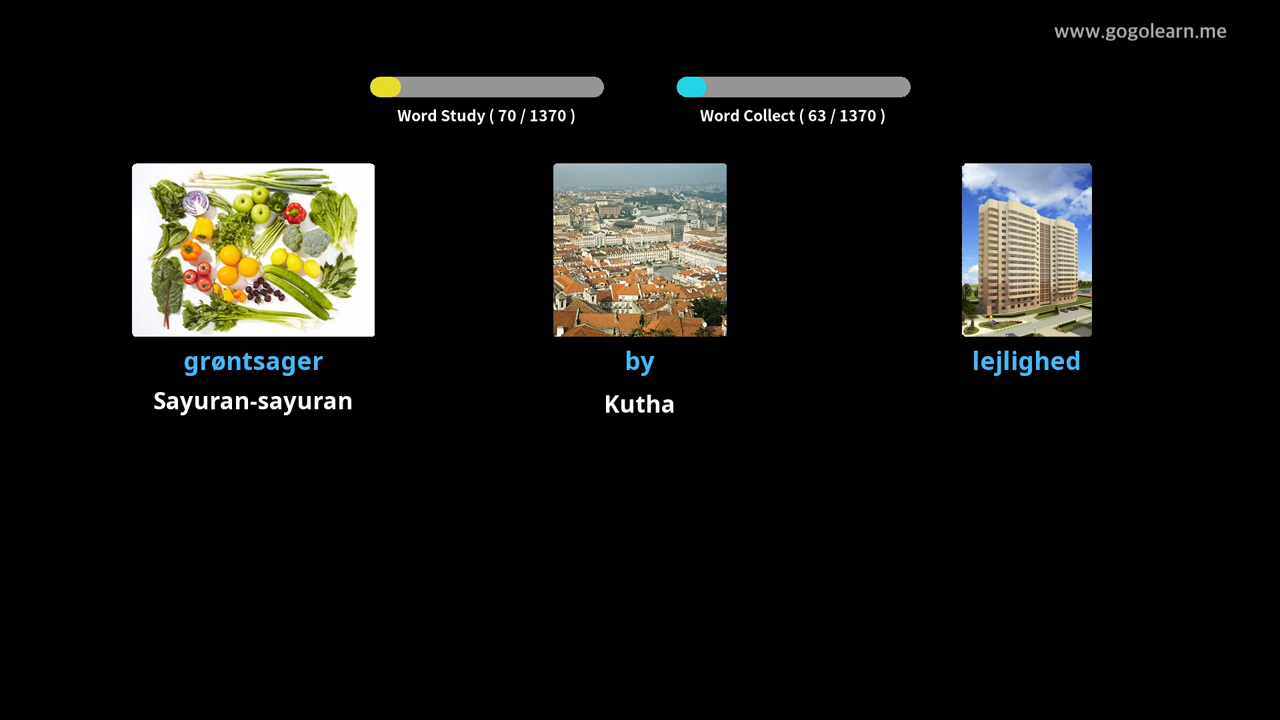 www.gogolearn.me
Word Study ( 70 / 1370 )
Word Collect ( 63 / 1370 )
grøntsager
by
lejlighed
Sayuran-sayuran
Kutha